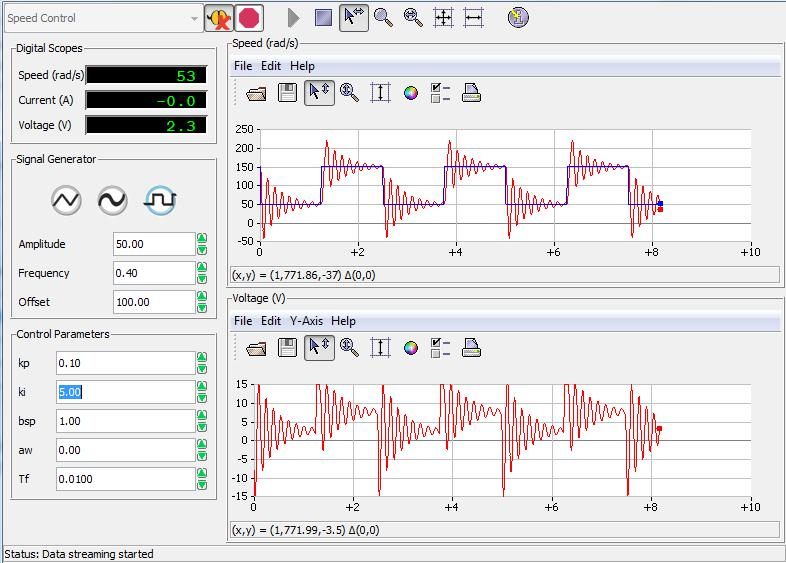 Speed Control
Digital Scopes
Speed (rad/s) 53
Current (A) -0.0
Voltage (V) 2.3
Signal Generator
Amplitude 50.00
Frequency 0.40
Offset 100.00
Control Parameters
kp 0.10
ki 5.00
bsp 1.00
aw 0.00
Tf 0.0100
Speed (rad/s)
File Edit Help
250
200
150
100
50
0
-50
0 +2 +4 +6 +8 +10
(x,y) = (1,771.86,-37) Δ(0,0)
Voltage (V)
File Edit Y-Axis Help
15
10
5
0
-5
-10
-15
+0 +2 +4 +6 +8 +10
(x,y) = (1,771.99,-3.5) Δ(0,0)
Status: Data streaming started